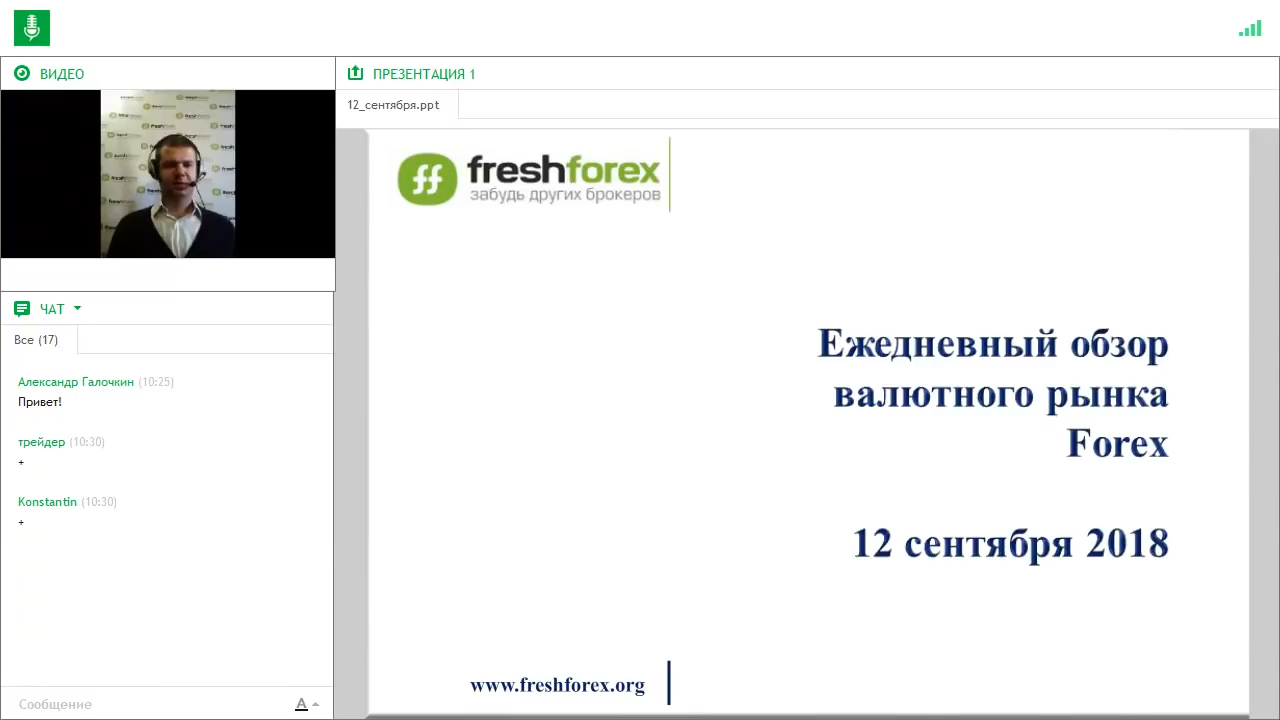 ВИДЕО
ЧАТ
Все (17)
Александр Галочкин (10:25)
Привет!
трейдер (10:30)
+
Konstantin (10:30)
+
Сообщение
A
ПРЕЗЕНТАЦИЯ 1
12_сентября.ppt
ff freshforex
забудь других брокеров
Ежедневный обзор
валютного рынка
Forex
12 сентября 2018
www.freshforex.org